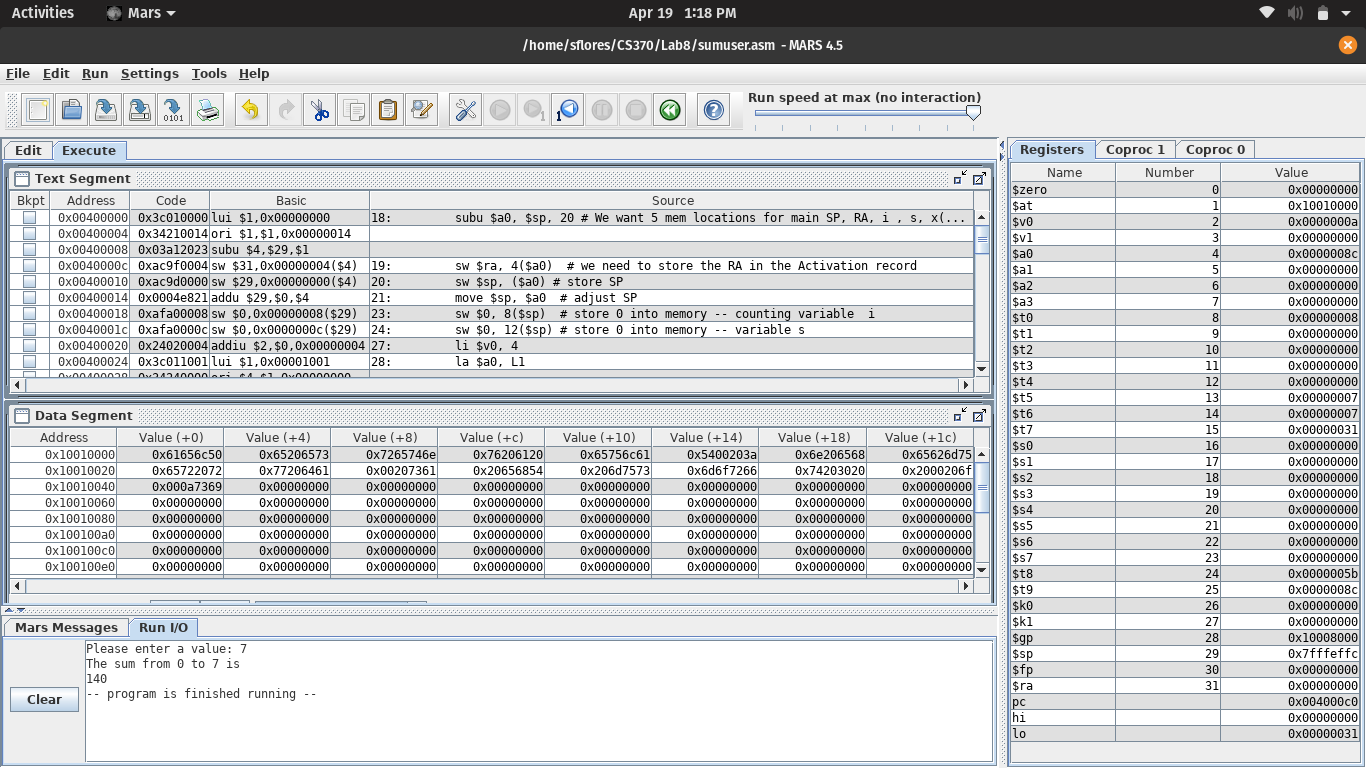 Activities Mars Apr 19 1:18 PM
/home/sflores/CS370/Lab8/sumuser.asm - MARS 4.5
File Edit Run Settings Tools Help
Run speed at max (no interaction)
Edit Execute
Text Segment
Bkpt Address Code Basic Source
0x00400000 0x3c010000 lui $1,0x00000000 18: subu $a0, $sp, 20 # We want 5 mem locations for main SP, RA, i , s, x(...
0x00400004 0x34210014 ori $1,$1,0x00000014
0x00400008 0x03a12023 subu $4,$29,$1
0x0040000c 0xac9f0004 sw $31,0x00000004($4) 19: sw $ra, 4($a0) # we need to store the RA in the Activation record
0x00400010 0xac9d0000 sw $29,0x00000000($4) 20: sw $sp, ($a0) # store SP
0x00400014 0x0004e821 addu $29,$0,$4 21: move $sp, $a0 # adjust SP
0x00400018 0xafa00008 sw $0,0x00000008($29) 23: sw $0, 8($sp) # store 0 into memory -- counting variable i
0x0040001c 0xafa0000c sw $0,0x0000000c($29) 24: sw $0, 12($sp) # store 0 into memory -- variable s
0x00400020 0x24020004 addiu $2,$0,0x00000004 27: li $v0, 4
0x00400024 0x3c011001 lui $1,0x00001001 28: la $a0, L1
0x00400028 0x34240000 ori $4,$1,0x00000000
Data Segment
Address Value (+0) Value (+4) Value (+8) Value (+c) Value (+10) Value (+14) Value (+18) Value (+1c)
0x10010000 0x61656c50 0x65206573 0x7265746e 0x76206120 0x65756c61 0x5400203a 0x6e206568 0x65626d75
0x10010020 0x65722072 0x77206461 0x00207361 0x20656854 0x206d7573 0x6d6f7266 0x74203020 0x2000206f
0x10010040 0x000a7369 0x00000000 0x00000000 0x00000000 0x00000000 0x00000000 0x00000000 0x00000000
0x10010060 0x00000000 0x00000000 0x00000000 0x00000000 0x00000000 0x00000000 0x00000000 0x00000000
0x10010080 0x00000000 0x00000000 0x00000000 0x00000000 0x00000000 0x00000000 0x00000000 0x00000000
0x100100a0 0x00000000 0x00000000 0x00000000 0x00000000 0x00000000 0x00000000 0x00000000 0x00000000
0x100100c0 0x00000000 0x00000000 0x00000000 0x00000000 0x00000000 0x00000000 0x00000000 0x00000000
0x100100e0 0x00000000 0x00000000 0x00000000 0x00000000 0x00000000 0x00000000 0x00000000 0x00000000
Mars Messages Run I/O
Clear
Please enter a value: 7
The sum from 0 to 7 is
140
-- program is finished running --
Registers Coproc 1 Coproc 0
Name Number Value
$zero 0 0x00000000
$at 1 0x10010000
$v0 2 0x0000000a
$v1 3 0x00000000
$a0 4 0x0000008c
$a1 5 0x00000000
$a2 6 0x00000000
$a3 7 0x00000000
$t0 8 0x00000008
$t1 9 0x00000000
$t2 10 0x00000000
$t3 11 0x00000000
$t4 12 0x00000000
$t5 13 0x00000007
$t6 14 0x00000007
$t7 15 0x00000031
$s0 16 0x00000000
$s1 17 0x00000000
$s2 18 0x00000000
$s3 19 0x00000000
$s4 20 0x00000000
$s5 21 0x00000000
$s6 22 0x00000000
$s7 23 0x00000000
$t8 24 0x0000005b
$t9 25 0x0000008c
$k0 26 0x00000000
$k1 27 0x00000000
$gp 28 0x10008000
$sp 29 0x7fffeffc
$fp 30 0x00000000
$ra 31 0x00000000
pc 0x004000c0
hi 0x00000000
lo 0x00000031